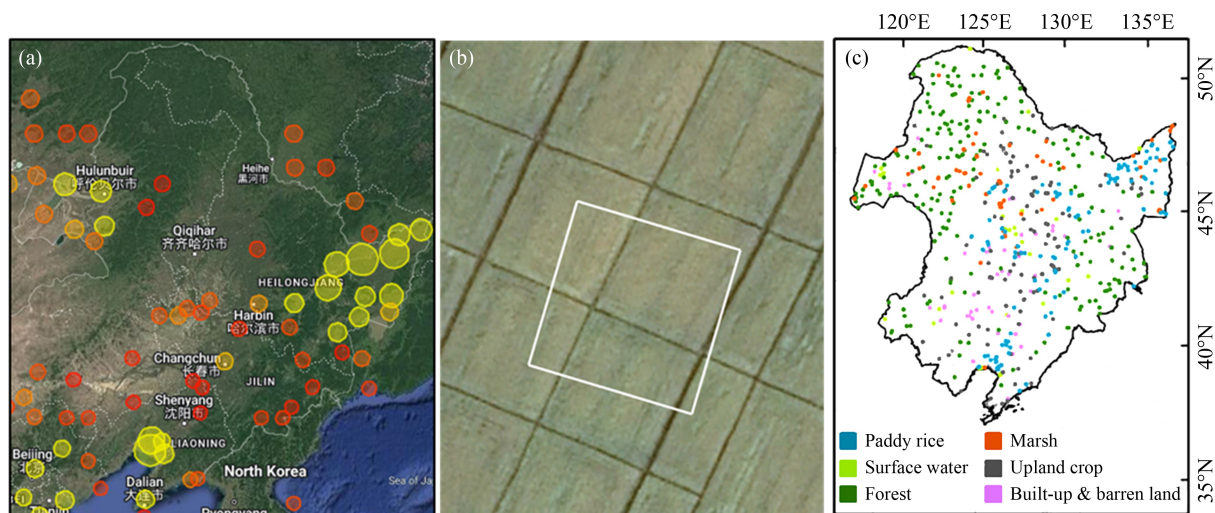 (a)
Hulunbuir
呼伦贝尔市
Heihe
黑河市
Qiqihar
齐齐哈尔市
HEILONGJIANG
Harbin
哈尔滨市
Changchun
长春市
JILIN
Shenyang
沈阳市
LIAONING
Beijing
North Korea
Dalian
大连市
Sea of Ja
(b)
120°E 125°E 130°E 135°E
(c)
50°N
45°N
40°N
35°N
Paddy rice
Marsh
Surface water
Upland crop
Forest
Built-up & barren land